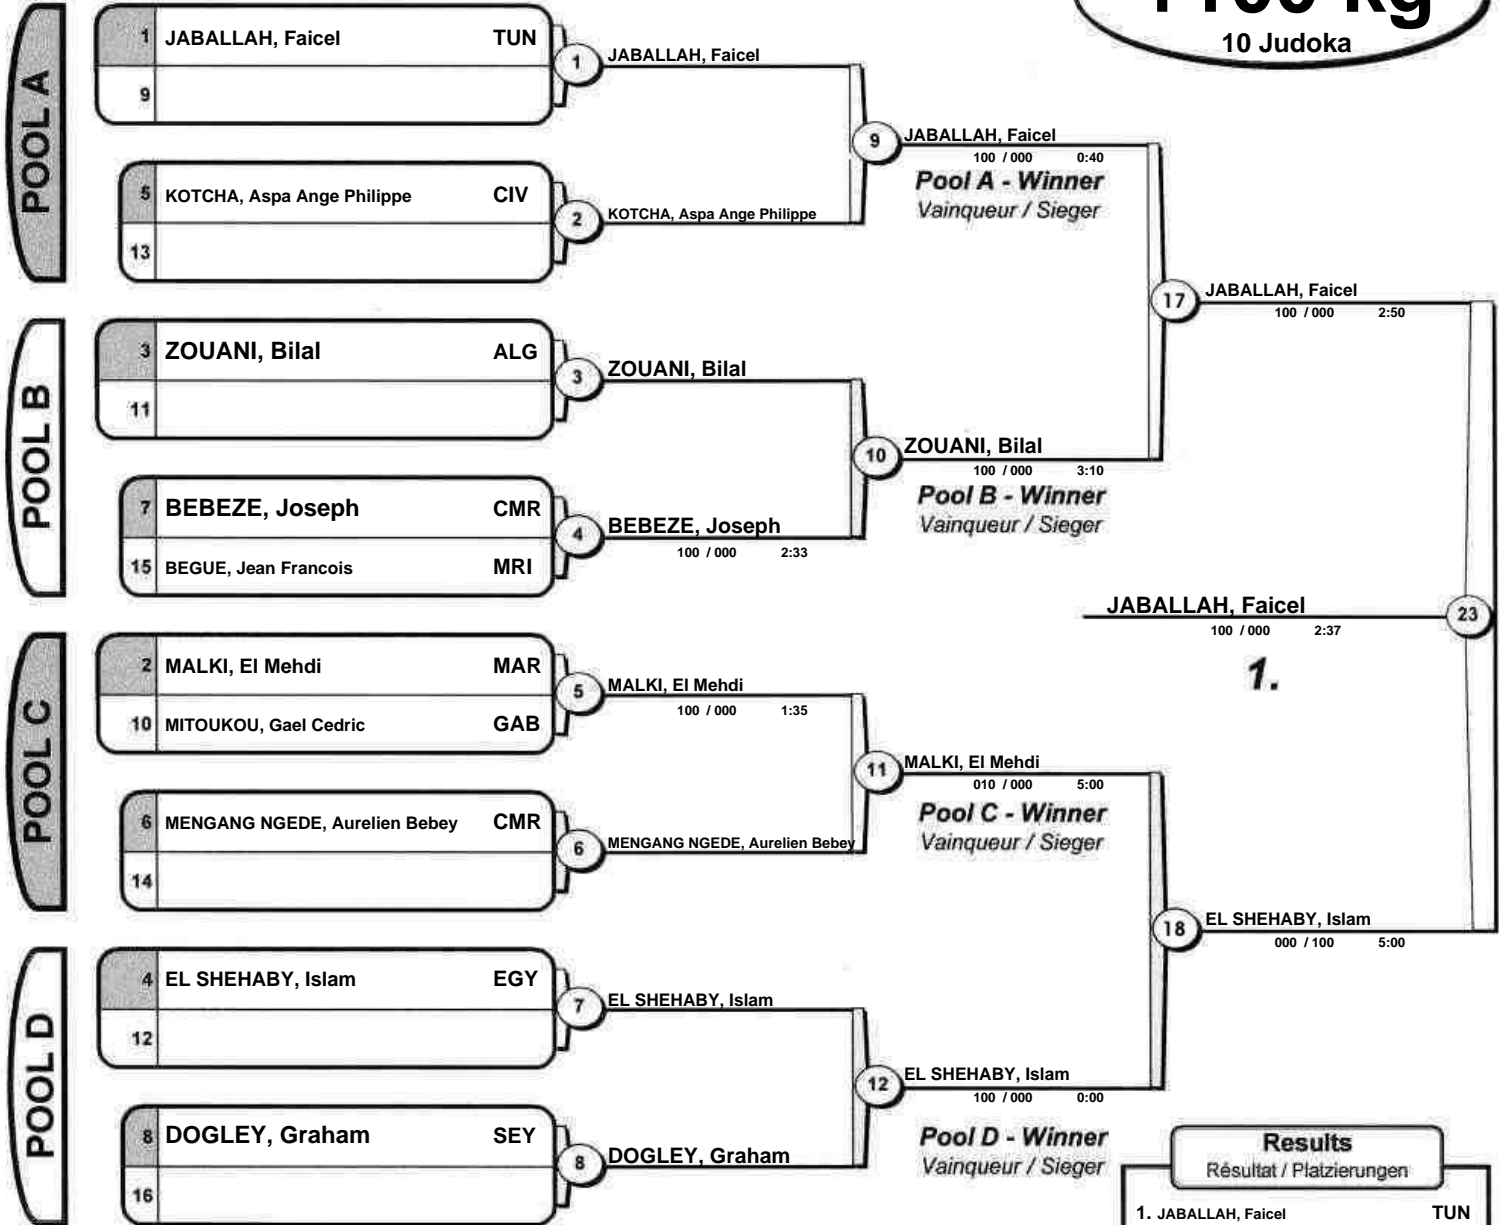 10 Judoka
POOL A
1 JABALLAH, Faicel TUN
9
1 JABALLAH, Faicel
5 KOTCHA, Aspa Ange Philippe CIV
13
2 KOTCHA, Aspa Ange Philippe
9 JABALLAH, Faicel
100 / 000 0:40
Pool A - Winner
Vainqueur / Sieger
POOL B
3 ZOUANI, Bilal ALG
11
3 ZOUANI, Bilal
7 BEBEZE, Joseph CMR
15 BEGUE, Jean Francois MRI
4 BEBEZE, Joseph
100 / 000 2:33
10 ZOUANI, Bilal
100 / 000 3:10
Pool B - Winner
Vainqueur / Sieger
17 JABALLAH, Faicel
100 / 000 2:50
POOL C
2 MALKI, El Mehdi MAR
10 MITOUKOU, Gael Cedric GAB
5 MALKI, El Mehdi
100 / 000 1:35
6 MENGANG NGEDE, Aurelien Bebey CMR
14
6 MENGANG NGEDE, Aurelien Bebey
11 MALKI, El Mehdi
010 / 000 5:00
Pool C - Winner
Vainqueur / Sieger
POOL D
4 EL SHEHABY, Islam EGY
12
7 EL SHEHABY, Islam
8 DOGLEY, Graham SEY
16
8 DOGLEY, Graham
12 EL SHEHABY, Islam
100 / 000 0:00
Pool D - Winner
Vainqueur / Sieger
18 EL SHEHABY, Islam
000 / 100 5:00
JABALLAH, Faicel 23
100 / 000 2:37
1.
Results
Résultat / Platzierungen
1. JABALLAH, Faicel TUN